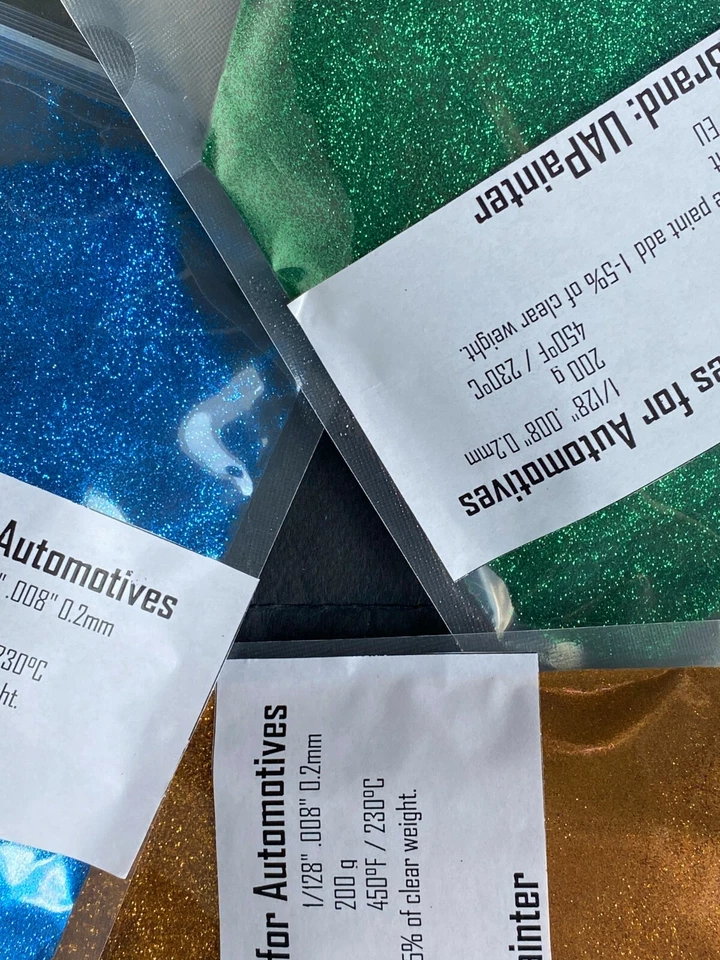 es for Automotives
1/128" .008" 0.2mm
200 g
450ºF / 230ºC
e paint add 1-5% of clear weight.
EU
Brand: UAPainter
Automotives
" .008" 0.2mm
230ºC
ht.
for Automotives
1/128" .008" 0.2mm
200 g
450ºF / 230ºC
5% of clear weight.
ainter